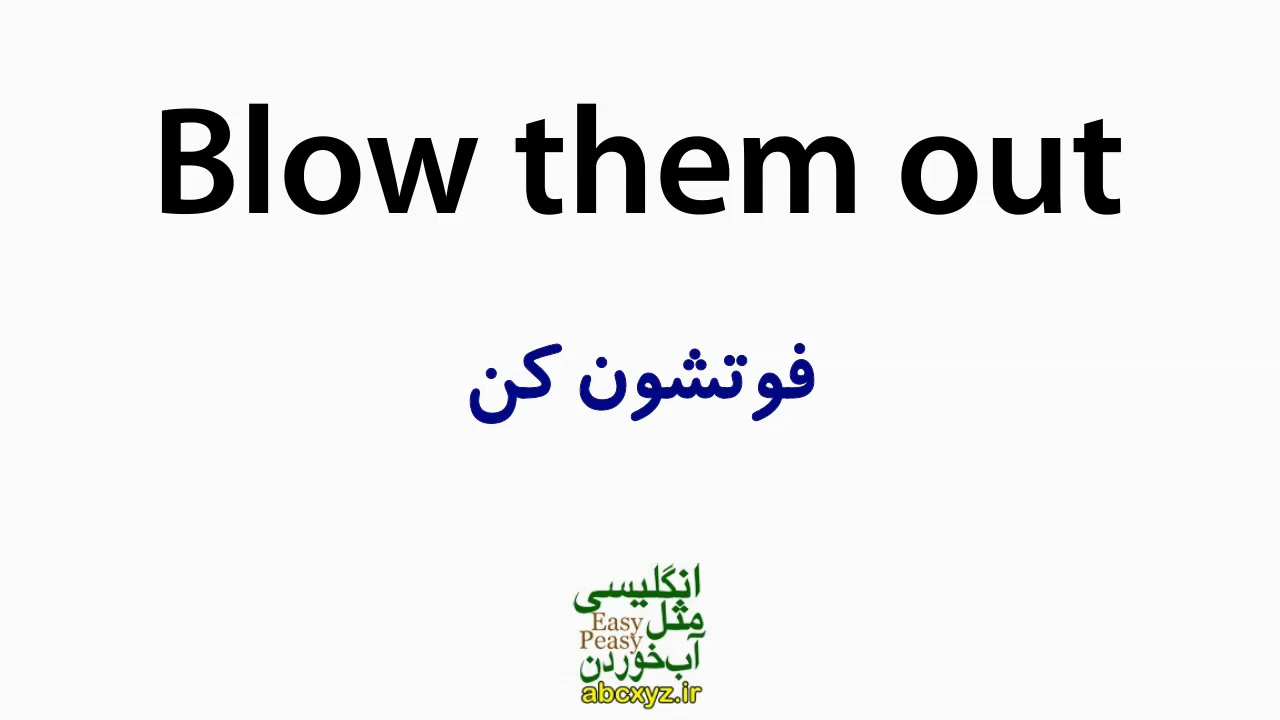 Blow them out
فوتشون کن
انگلیسی
مثل
Easy
Peasy
آب‌خوردن
abcxyz.ir